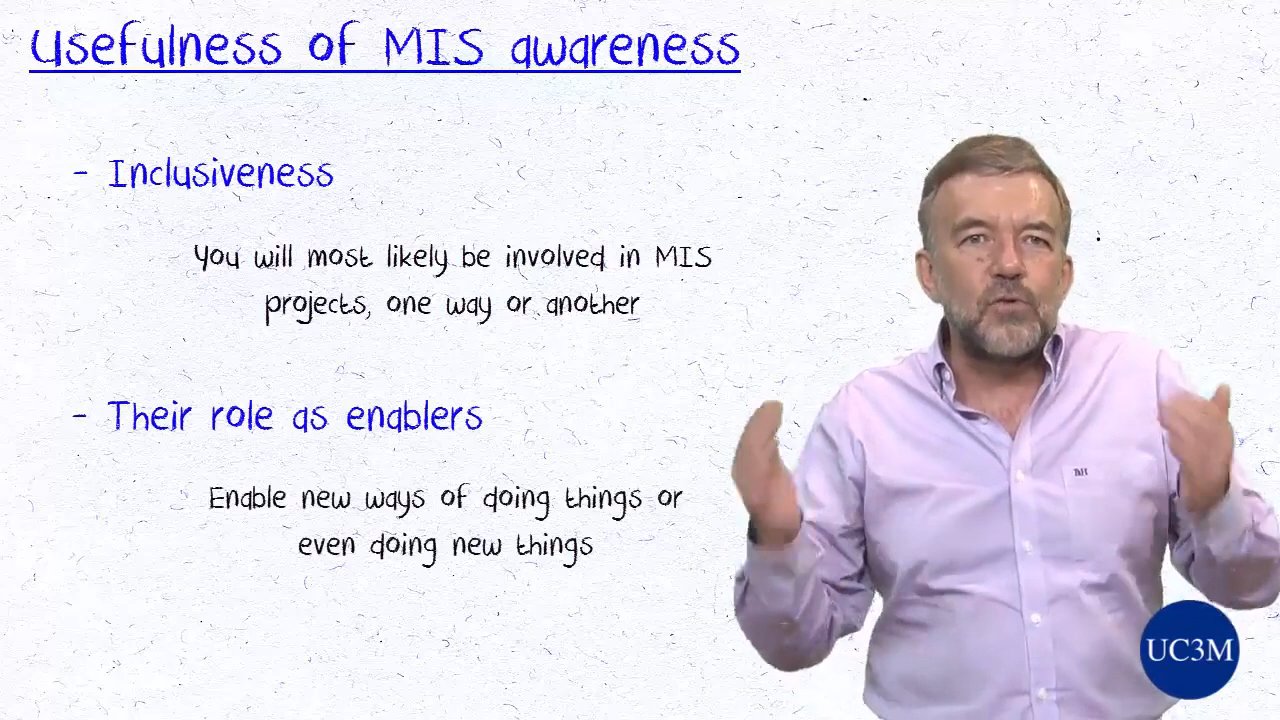 Usefulness of MIS awareness
- Inclusiveness
You will most likely be involved in MIS
projects, one way or another
- Their role as enablers
Enable new ways of doing things or
even doing new things
UC3M